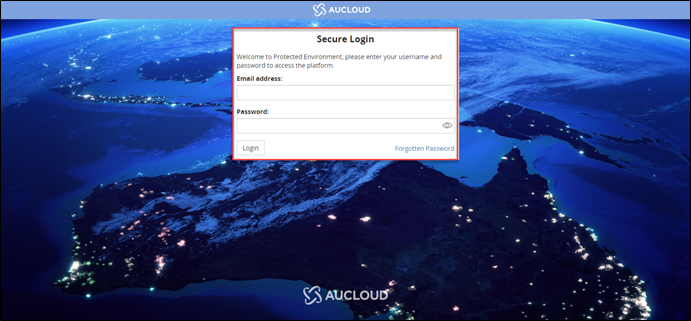 AUCLOUD
Secure Login
Welcome to Protected Environment, please enter your username and
password to access the platform.
Email address:
Password:
Login
Forgotten Password
AUCLOUD